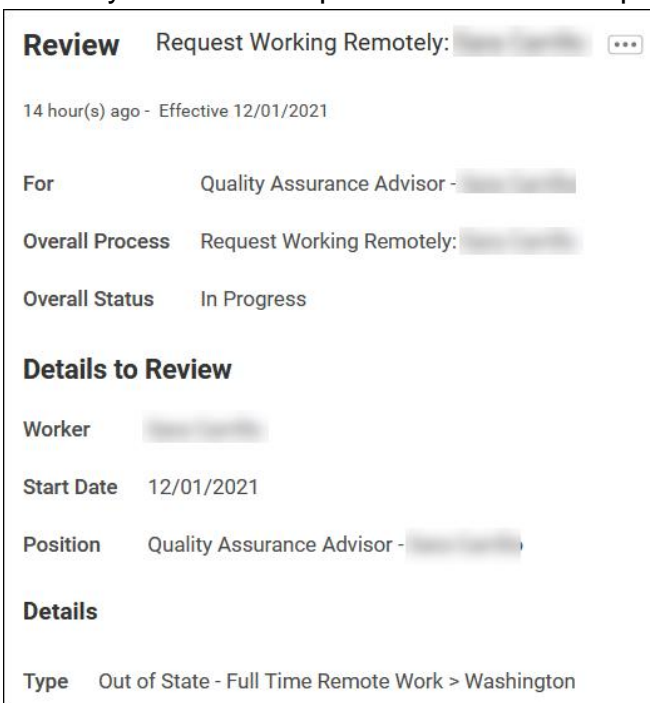 Review Request Working Remotely:
14 hour(s) ago - Effective 12/01/2021
For Quality Assurance Advisor -
Overall Process Request Working Remotely:
Overall Status In Progress
Details to Review
Worker
Start Date 12/01/2021
Position Quality Assurance Advisor -
Details
Type Out of State - Full Time Remote Work > Washington